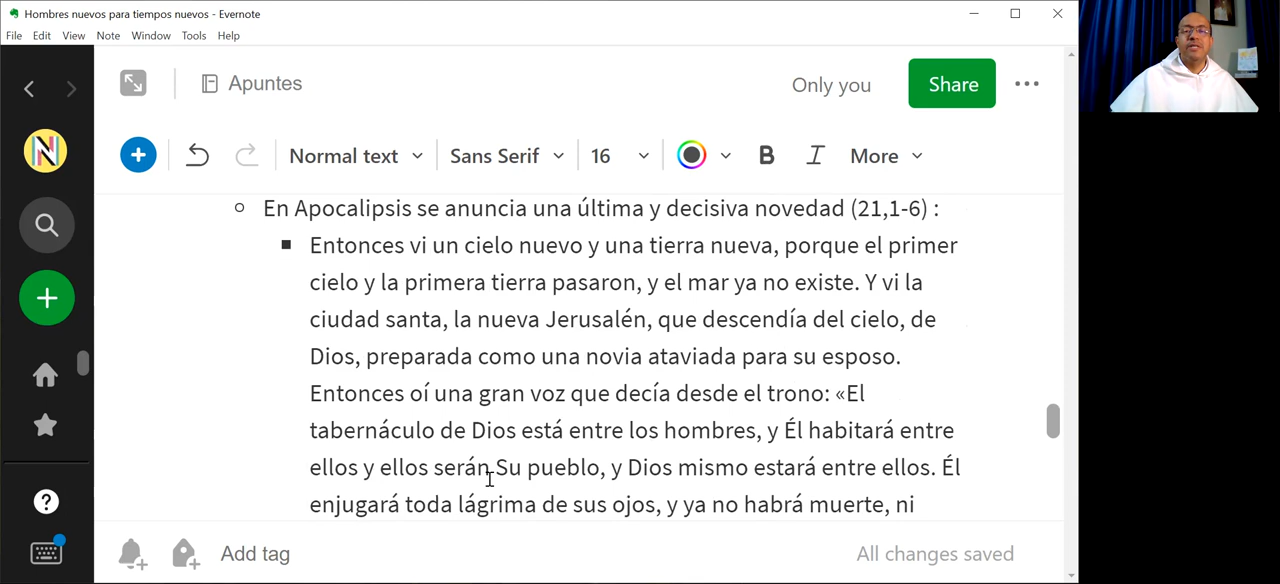 Hombres nuevos para tiempos nuevos - Evernote
File Edit View Note Window Tools Help
Apuntes
Only you
Share
Normal text
Sans Serif
16
B
I
More
En Apocalipsis se anuncia una última y decisiva novedad (21,1-6) :
Entonces vi un cielo nuevo y una tierra nueva, porque el primer
cielo y la primera tierra pasaron, y el mar ya no existe. Y vi la
ciudad santa, la nueva Jerusalén, que descendía del cielo, de
Dios, preparada como una novia ataviada para su esposo.
Entonces oí una gran voz que decía desde el trono: «El
tabernáculo de Dios está entre los hombres, y Él habitará entre
ellos y ellos serán Su pueblo, y Dios mismo estará entre ellos. Él
enjugará toda lágrima de sus ojos, y ya no habrá muerte, ni
Add tag
All changes saved